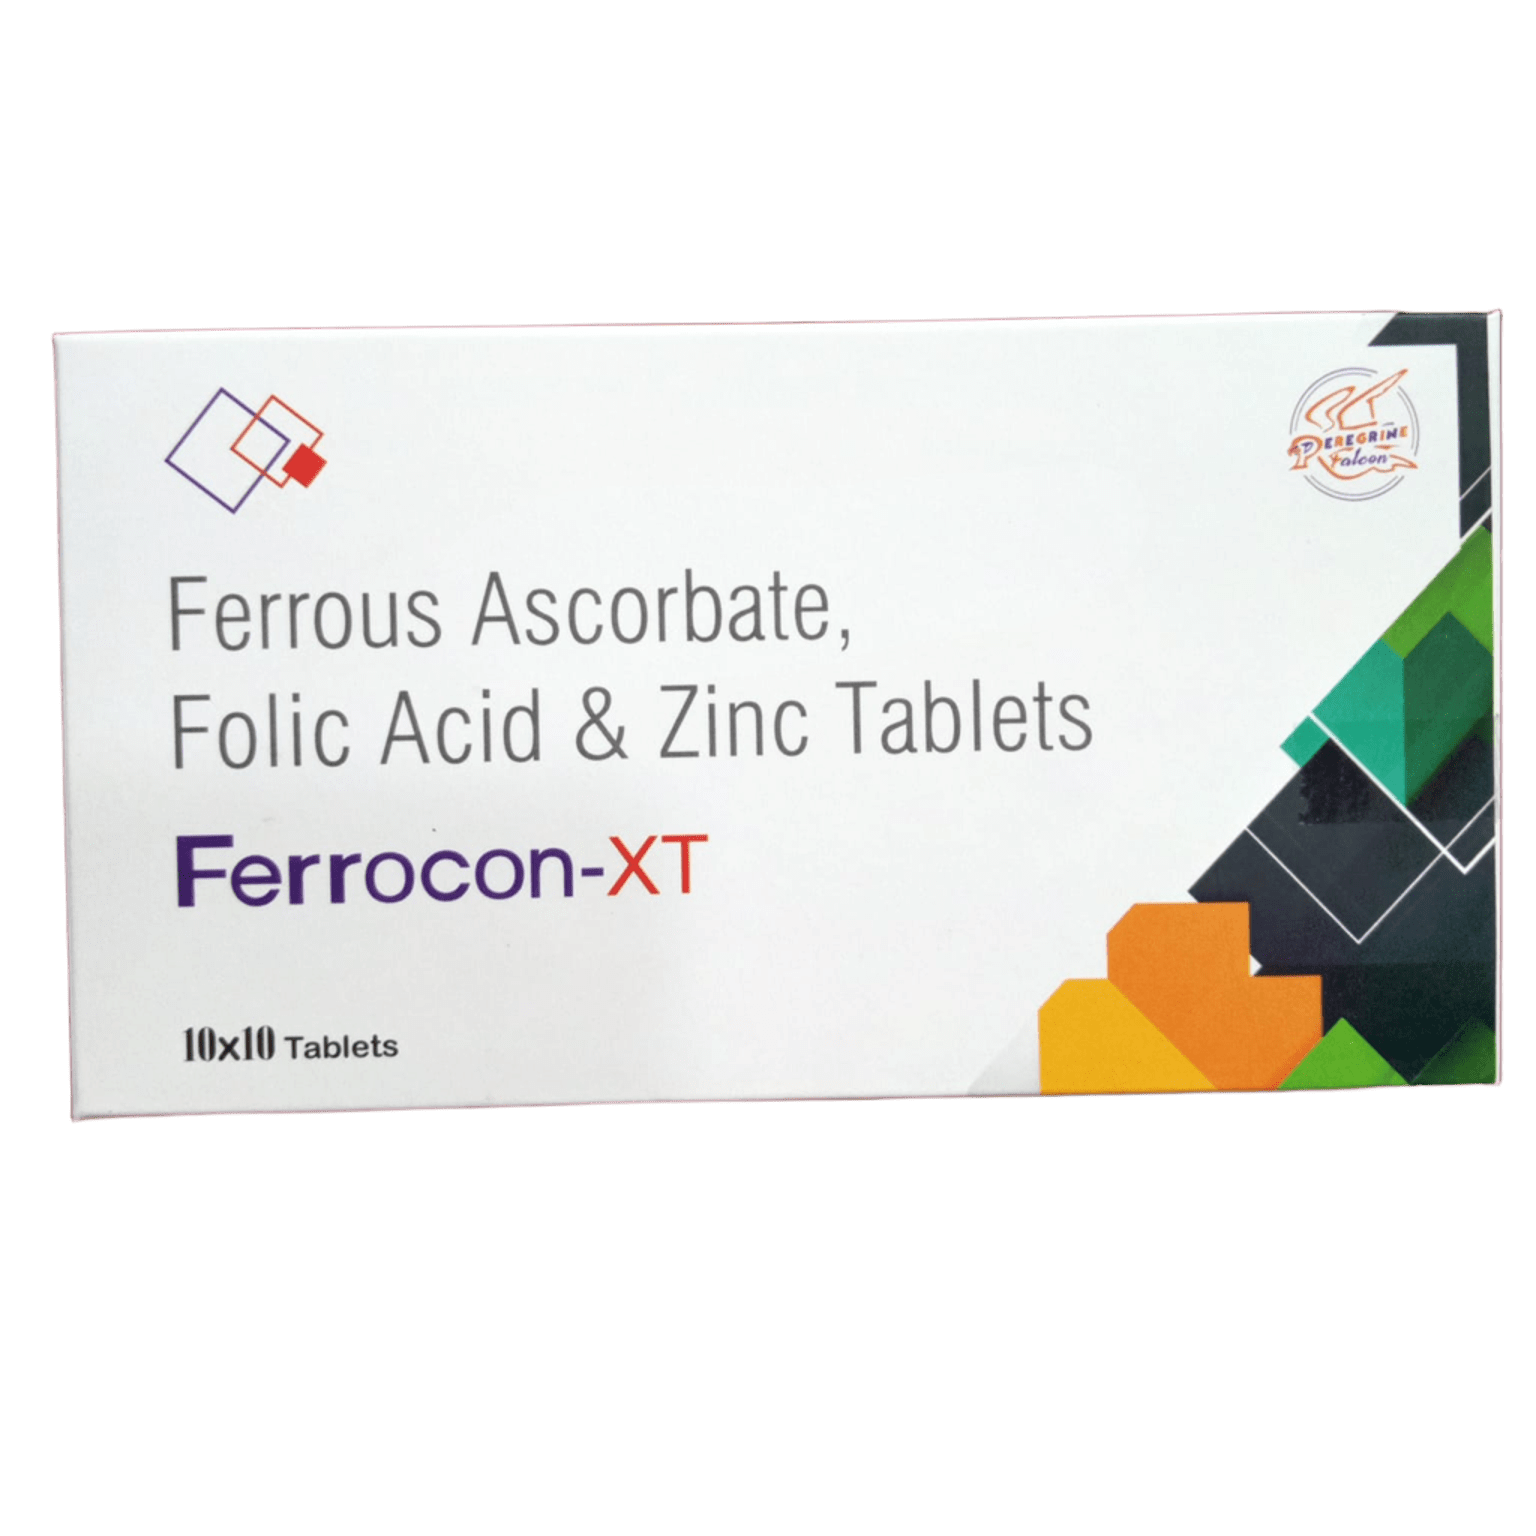 PEREGRINE
Falcon
Ferrous Ascorbate,
Folic Acid & Zinc Tablets
Ferrocon-XT
10x10 Tablets